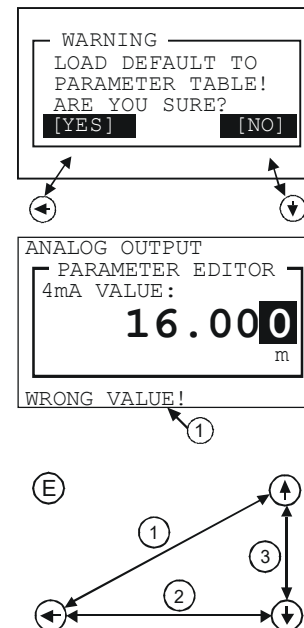 WARNING
LOAD DEFAULT TO
PARAMETER TABLE!
ARE YOU SURE?
[YES] [NO]
ANALOG OUTPUT
PARAMETER EDITOR
4mA VALUE:
16.000
m
WRONG VALUE!
1
E
1
3
2